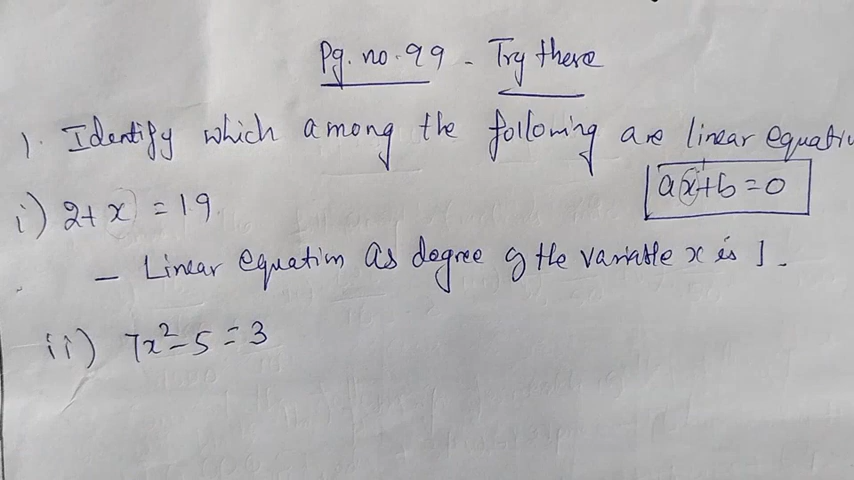 Pg. no. 99 - Try there
1. Identify which among the following are linear equatio
ax+b=0
i) 2+x=19.
- Linear equation as degree of the variable x is 1.
ii) 7x²-5=3